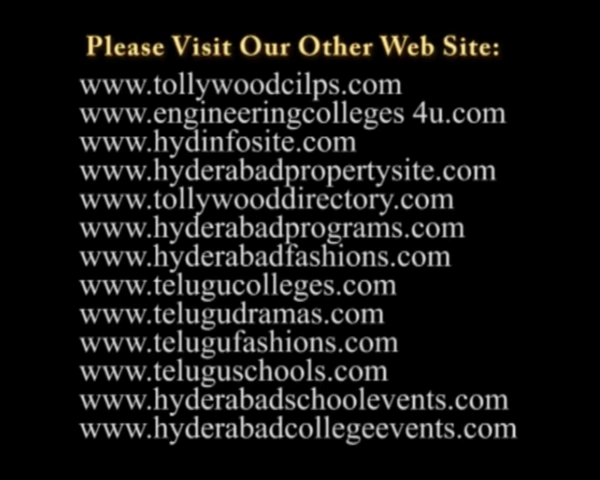 Please Visit Our Other Web Site:
www.tollywoodcilps.com
www.engineeringcolleges 4u.com
www.hydinfosite.com
www.hyderabadpropertysite.com
www.tollywooddirectory.com
www.hyderabadprograms.com
www.hyderabadfashions.com
www.telugucolleges.com
www.telugudramas.com
www.telugufashions.com
www.teluguschools.com
www.hyderabadschoolevents.com
www.hyderabadcollegeevents.com